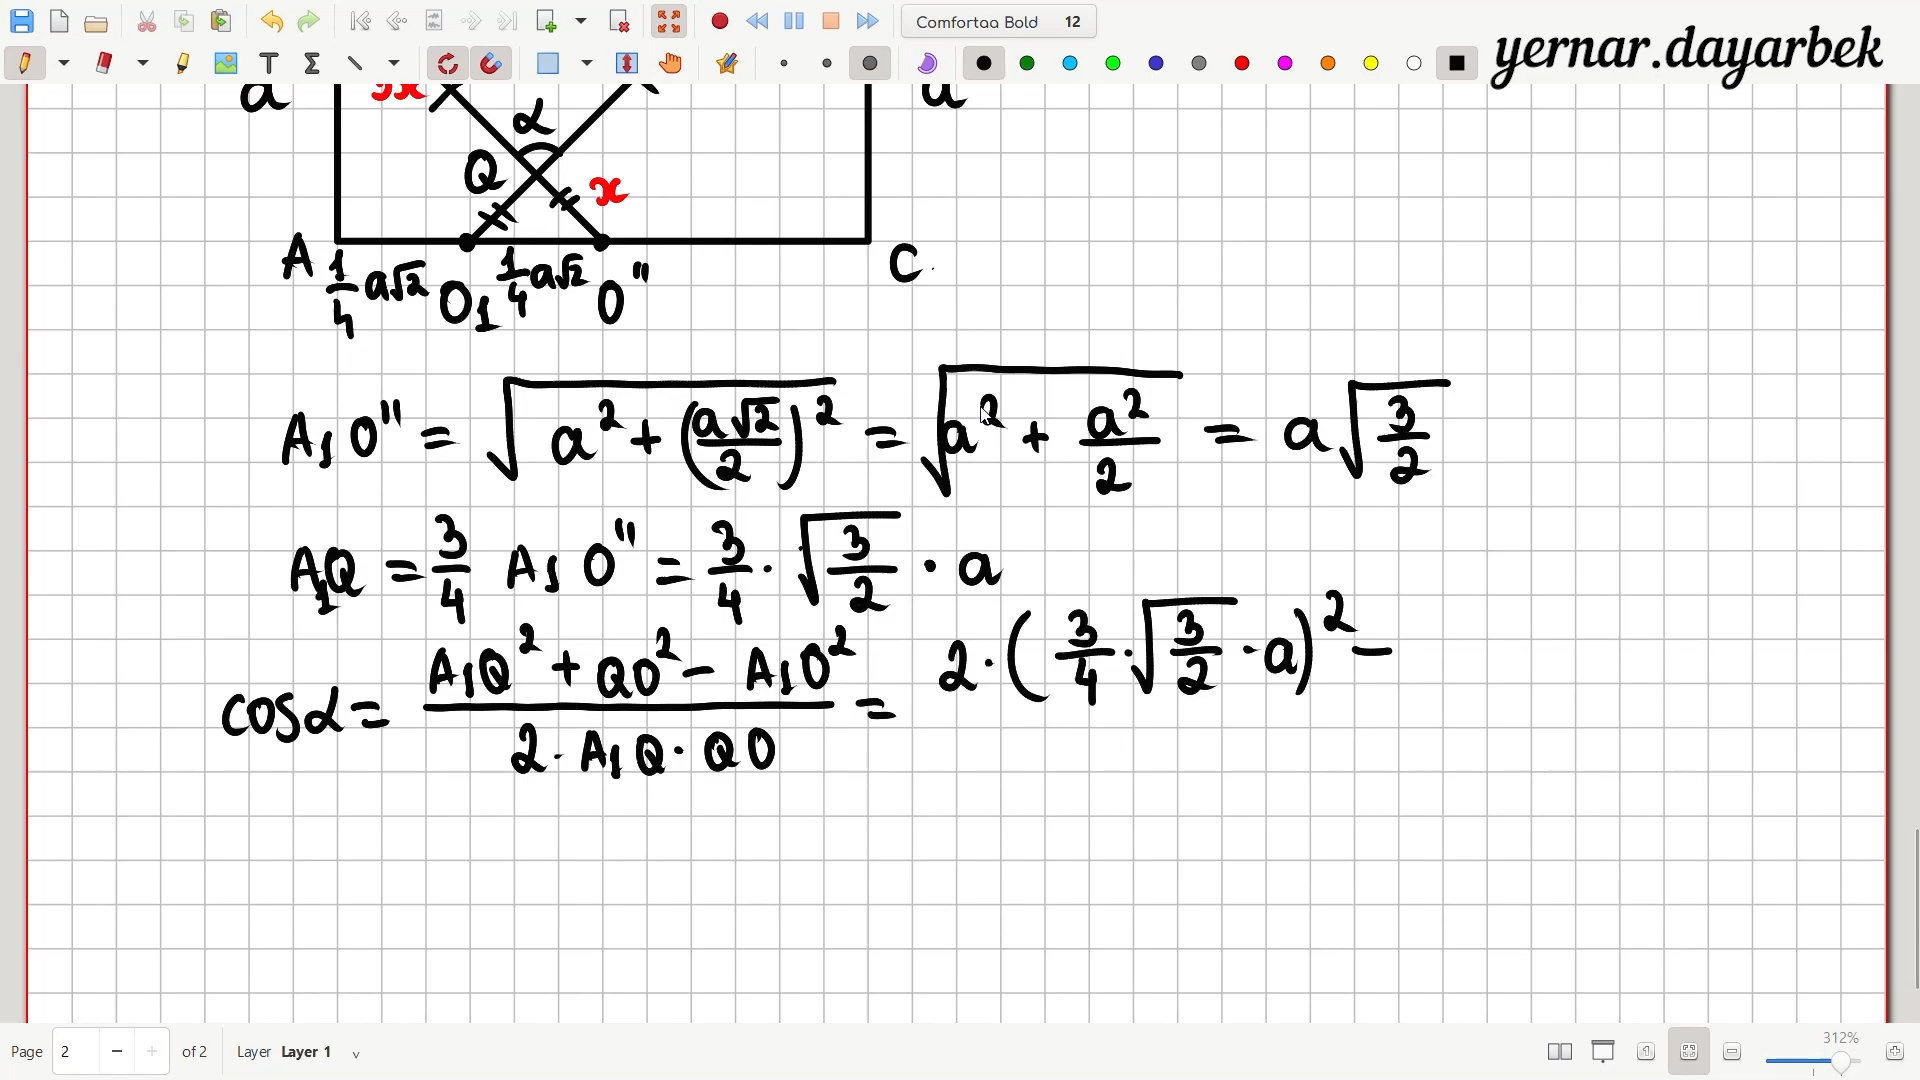 Comfortaa Bold 12
yernar.dayarbek
α
Q
x
A
C
1/4 a√2 O₁ 1/4 a√2 O"
A₁O" = √(a² + (a√2/2)²) = √(a² + a²/2) = a√(3/2)
A₁Q = 3/4 A₁O" = 3/4 · √(3/2) · a
cosα = (A₁Q² + QO² − A₁O²)/(2 · A₁Q · QO) = 2 · (3/4 · √(3/2) · a)² −
Page 2 of 2 Layer Layer 1
312%